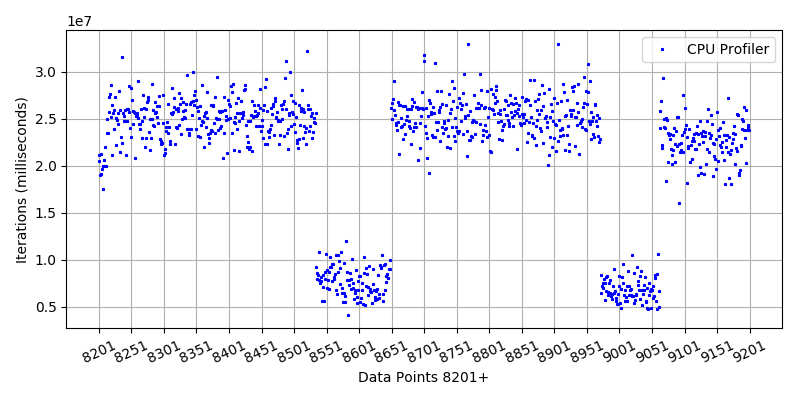 1e7
CPU Profiler
3.0
2.5
2.0
1.5
1.0
0.5
Iterations (milliseconds)
8201 8251 8301 8351 8401 8451 8501 8551 8601 8651 8701 8751 8801 8851 8901 8951 9001 9051 9101 9151 9201
Data Points 8201+